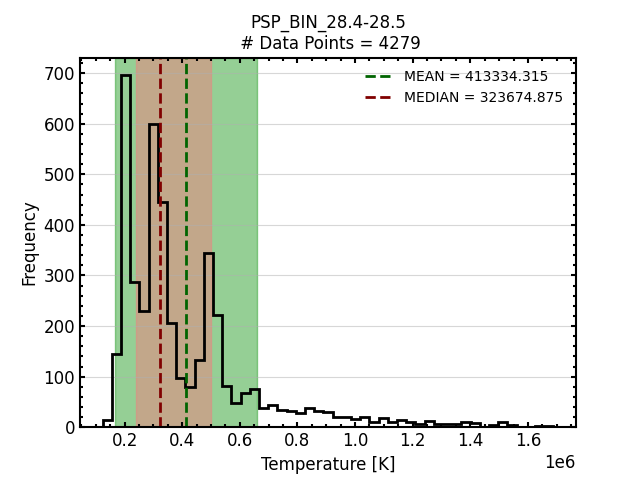 PSP_BIN_28.4-28.5
# Data Points = 4279
MEAN = 413334.315
MEDIAN = 323674.875
700
600
500
400
300
200
100
0
Frequency
0.2 0.4 0.6 0.8 1.0 1.2 1.4 1.6
1e6
Temperature [K]